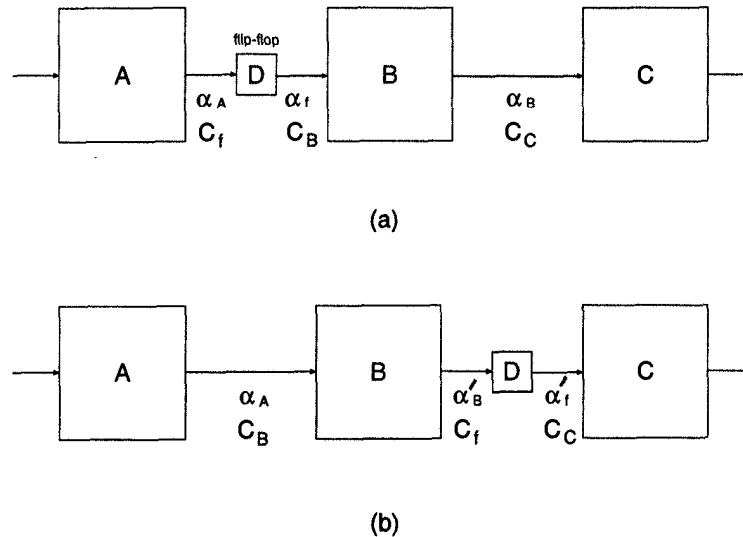 flip-flop
A D B C
α_A α_f α_B
C_f C_B C_C
(a)
A B D C
α_A α'_B α'_f
C_B C_f C_C
(b)